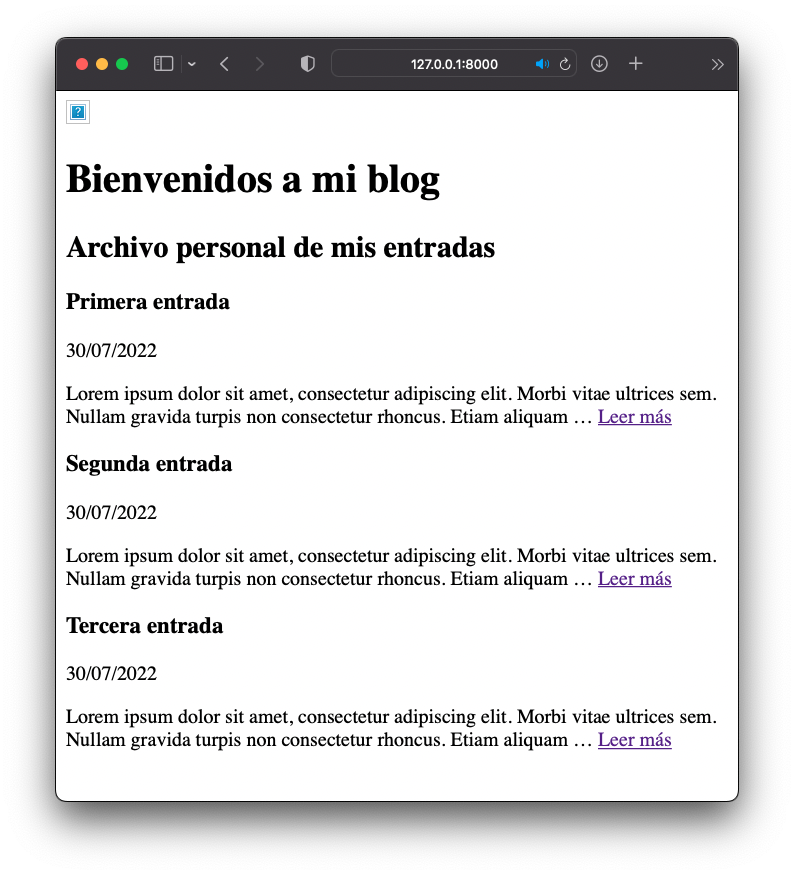 127.0.0.1:8000
?
Bienvenidos a mi blog
Archivo personal de mis entradas
Primera entrada
30/07/2022
Lorem ipsum dolor sit amet, consectetur adipiscing elit. Morbi vitae ultrices sem.
Nullam gravida turpis non consectetur rhoncus. Etiam aliquam … Leer más
Segunda entrada
30/07/2022
Lorem ipsum dolor sit amet, consectetur adipiscing elit. Morbi vitae ultrices sem.
Nullam gravida turpis non consectetur rhoncus. Etiam aliquam … Leer más
Tercera entrada
30/07/2022
Lorem ipsum dolor sit amet, consectetur adipiscing elit. Morbi vitae ultrices sem.
Nullam gravida turpis non consectetur rhoncus. Etiam aliquam … Leer más